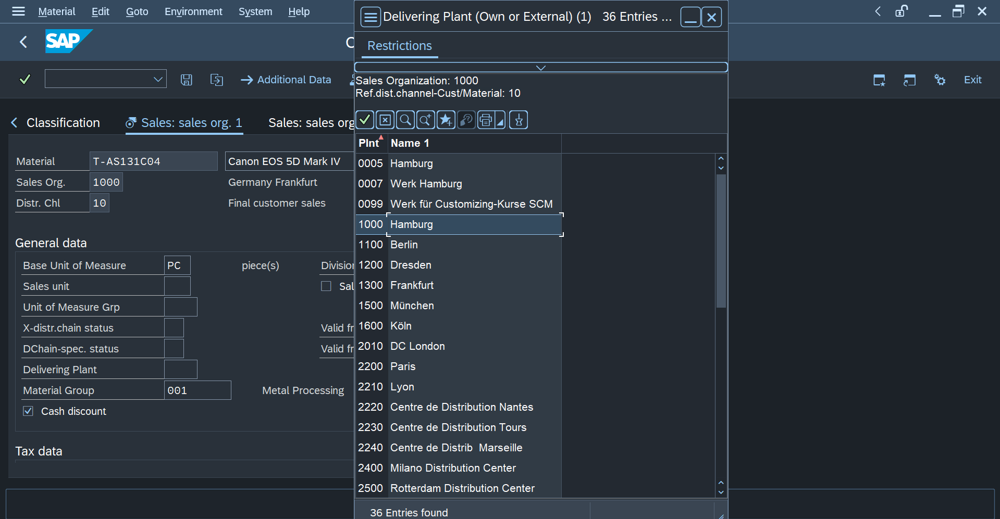 Material Edit Goto Environment System Help
SAP
Additional Data
Exit
Classification Sales: sales org. 1 Sales: sales org
Material T-AS131C04 Canon EOS 5D Mark IV
Sales Org. 1000 Germany Frankfurt
Distr. Chl 10 Final customer sales
General data
Base Unit of Measure PC piece(s) Division
Sales unit Sal
Unit of Measure Grp
X-distr.chain status Valid fr
DChain-spec. status Valid fr
Delivering Plant
Material Group 001 Metal Processing
Cash discount
Tax data
Delivering Plant (Own or External) (1) 36 Entries ...
Restrictions
Sales Organization: 1000
Ref.dist.channel-Cust/Material: 10
Plnt Name 1
0005 Hamburg
0007 Werk Hamburg
0099 Werk für Customizing-Kurse SCM
1000 Hamburg
1100 Berlin
1200 Dresden
1300 Frankfurt
1500 München
1600 Köln
2010 DC London
2200 Paris
2210 Lyon
2220 Centre de Distribution Nantes
2230 Centre de Distribution Tours
2240 Centre de Distrib Marseille
2400 Milano Distribution Center
2500 Rotterdam Distribution Center
36 Entries found